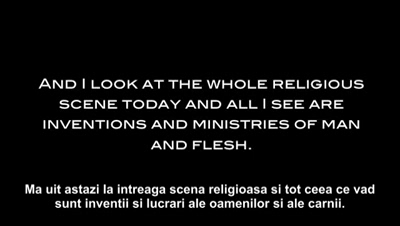 AND I LOOK AT THE WHOLE RELIGIOUS
SCENE TODAY AND ALL I SEE ARE
INVENTIONS AND MINISTRIES OF MAN
AND FLESH.
Ma uit astazi la intreaga scena religioasa si tot ceea ce vad
sunt inventii si lucrari ale oamenilor si ale carnii.